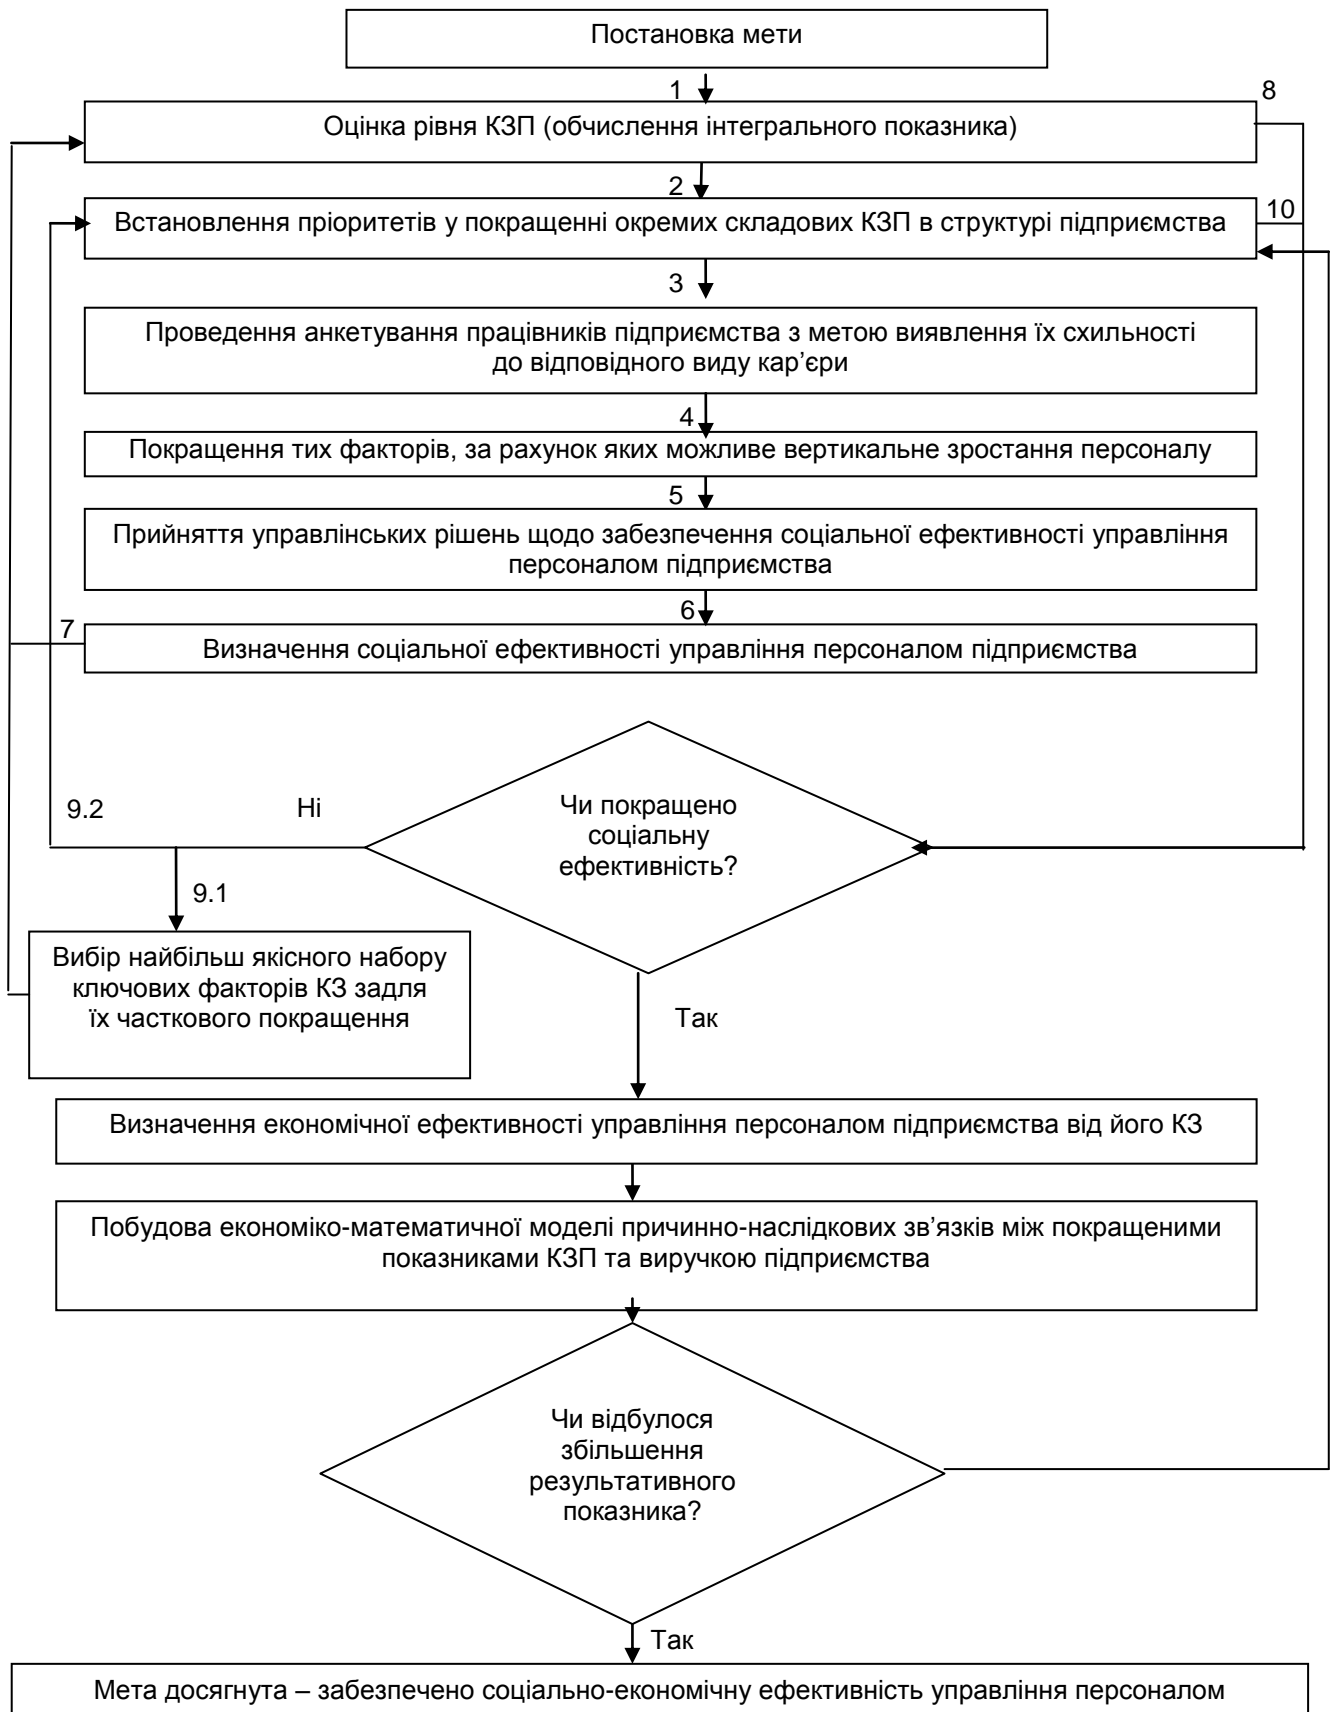 Постановка мети
1
8
Оцінка рівня КЗП (обчислення інтегрального показника)
2
Встановлення пріоритетів у покращенні окремих складових КЗП в структурі підприємства
10
3
Проведення анкетування працівників підприємства з метою виявлення їх схильності
до відповідного виду кар’єри
4
Покращення тих факторів, за рахунок яких можливе вертикальне зростання персоналу
5
Прийняття управлінських рішень щодо забезпечення соціальної ефективності управління
персоналом підприємства
6
7
Визначення соціальної ефективності управління персоналом підприємства
9.2
Ні
Чи покращено
соціальну
ефективність?
9.1
Вибір найбільш якісного набору
ключових факторів КЗ задля
їх часткового покращення
Так
Визначення економічної ефективності управління персоналом підприємства від його КЗ
Побудова економіко-математичної моделі причинно-наслідкових зв’язків між покращеними
показниками КЗП та виручкою підприємства
Чи відбулося
збільшення
результативного
показника?
Так
Мета досягнута – забезпечено соціально-економічну ефективність управління персоналом